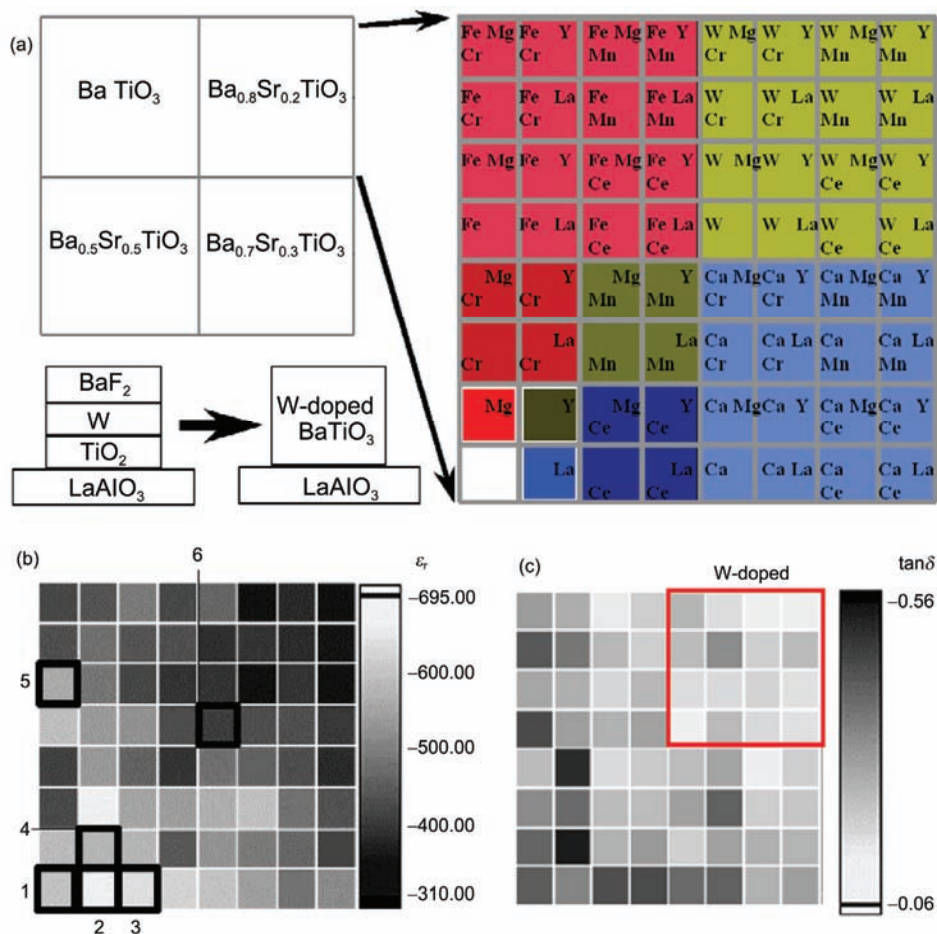 (a)
Ba TiO3
Ba0.8Sr0.2TiO3
Ba0.5Sr0.5TiO3
Ba0.7Sr0.3TiO3
BaF2
W
TiO2
LaAlO3
W-doped
BaTiO3
LaAlO3
Fe Mg Fe Y Fe Mg Fe Y W Mg W Y W Mg W Y
Cr Cr Mn Mn Cr Cr Mn Mn
Fe Fe La Fe Fe La W W La W W La
Cr Cr Mn Mn Cr Cr Mn Mn
Fe Mg Fe Y Fe Mg Fe Y W Mg W Y W Mg W Y
Ce Ce Ce Ce
Fe Fe La Fe Fe La W W La W W La
Ce Ce Ce Ce
Mg Y Mg Y Ca Mg Ca Y Ca Mg Ca Y
Cr Cr Mn Mn Cr Cr Mn Mn
La La Ca Ca La Ca Ca La
Cr Cr Mn Mn Cr Cr Mn Mn
Mg Y Mg Y Ca Mg Ca Y Ca Mg Ca Y
Ce Ce Ce Ce
La La Ca Ca La Ca Ca La
Ce Ce Ce Ce
(b)
6
5
4
1
2
3
εr
–695.00
–600.00
–500.00
–400.00
–310.00
(c)
W-doped
tanδ
–0.56
–0.06